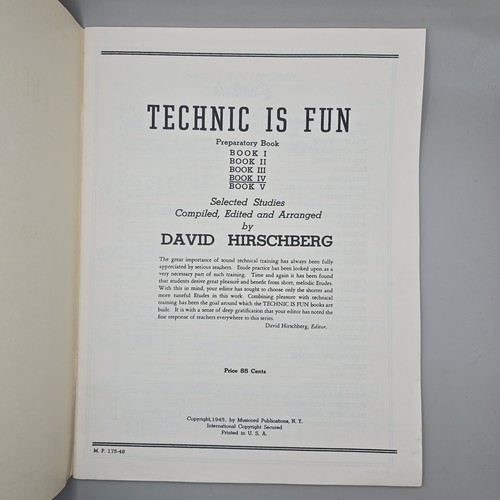 TECHNIC IS FUN
Preparatory Book
BOOK I
BOOK II
BOOK III
BOOK IV
BOOK V
Selected Studies
Compiled, Edited and Arranged
by
DAVID HIRSCHBERG
The great importance of sound technical training has always been fully
appreciated by serious teachers. Etude practice has been looked upon as a
very necessary part of such training. Time and again it has been found
that students derive great pleasure and benefit from short, melodic Etudes.
With this in mind, your editor has sought to choose only the shorter and
more tuneful Etudes in this work. Combining pleasure with technical
training has been the goal around which the TECHNIC IS FUN books are
built. It is with a sense of deep gratification that your editor has noted the
fine response of teachers everywhere to this series.
David Hirschberg, Editor.
Price 85 Cents
Copyright, 1945, by Musicord Publications, N. Y.
International Copyright Secured
Printed in U. S. A.
M. P. 175-48